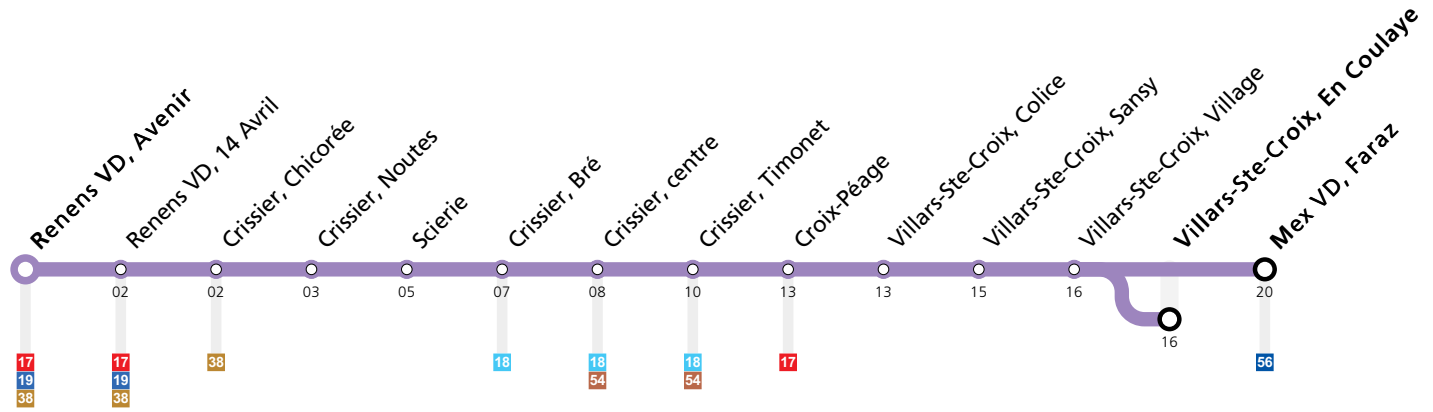 Renens VD, Avenir
Renens VD, 14 Avril
Crissier, Chicorée
Crissier, Noutes
Scierie
Crissier, Bré
Crissier, centre
Crissier, Timonet
Croix-Péage
Villars-Ste-Croix, Colice
Villars-Ste-Croix, Sansy
Villars-Ste-Croix, Village
Villars-Ste-Croix, En Coulaye
Mex VD, Faraz
02 02 03 05 07 08 10 13 13 15 16 20
16
17 17 38 18 18 18 17 56
19 19 54 54
38 38